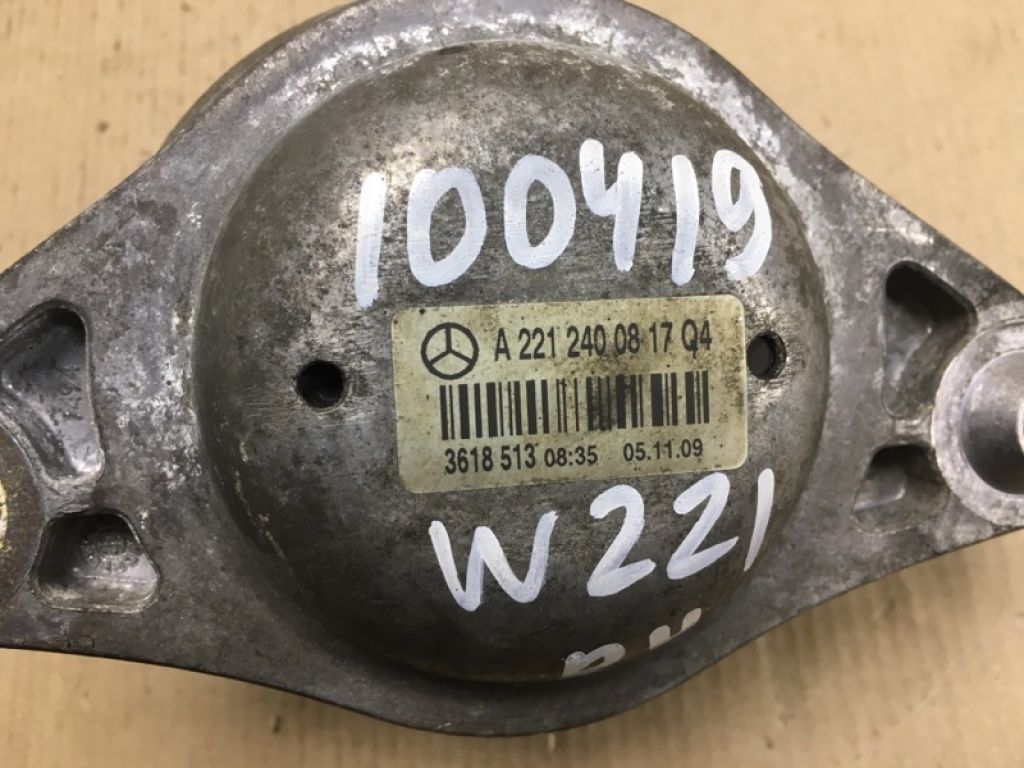 100419
A 221 240 08 17 Q4
3618 513 08:35 05.11.09
W221